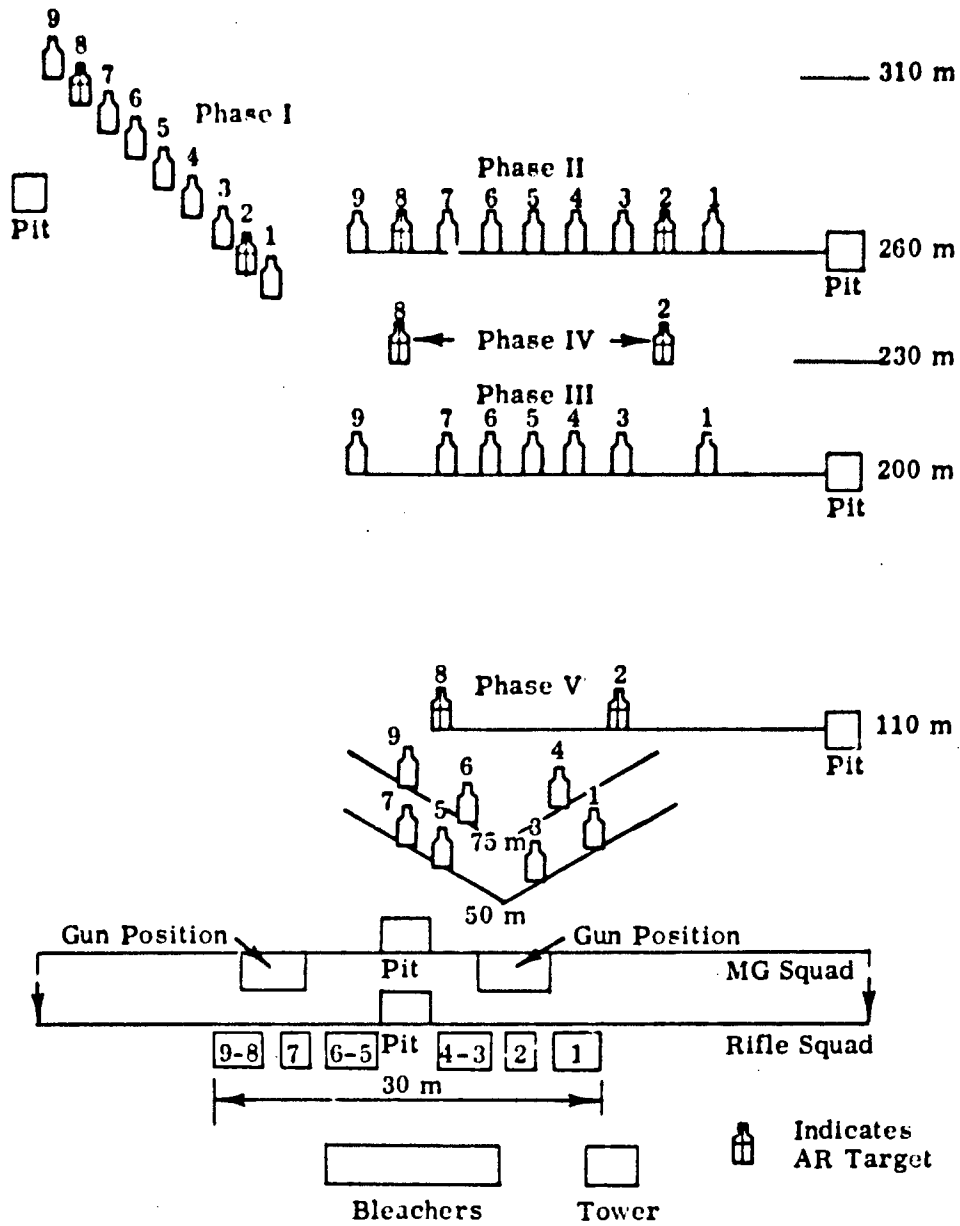 9
8
7
6
5
4
3
2
1
Phase I
310 m
Pit
Phase II
9 8 7 6 5 4 3 2 1
260 m
Pit
8 Phase IV 2
230 m
Phase III
9 7 6 5 4 3 1
200 m
Pit
8 Phase V 2
110 m
Pit
9
6
4
7
5
1
75 m
3
50 m
Gun Position
Gun Position
Pit
MG Squad
9-8 7 6-5 Pit 4-3 2 1
Rifle Squad
30 m
Indicates
AR Target
Bleachers
Tower